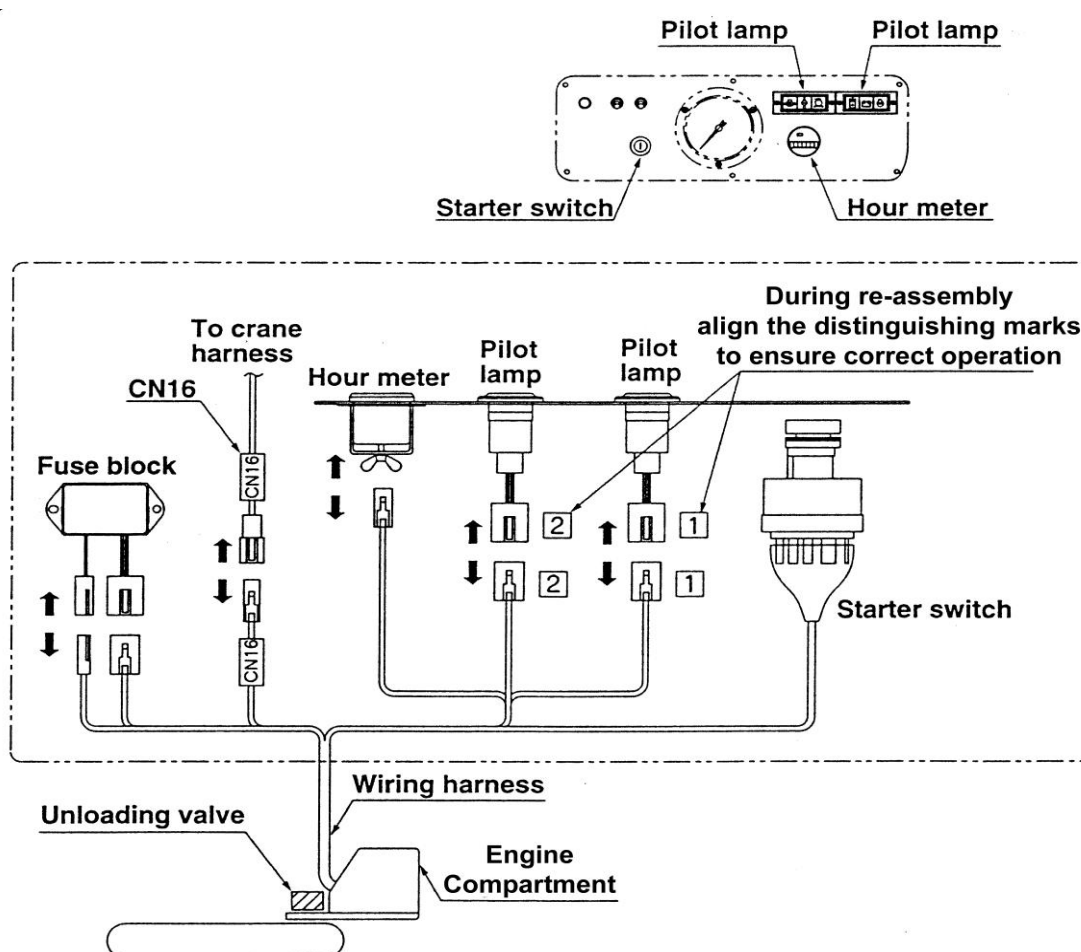 Pilot lamp
Pilot lamp
Starter switch
Hour meter
During re-assembly
align the distinguishing marks
to ensure correct operation
To crane
harness
CN16
Hour meter
Pilot
lamp
Pilot
lamp
Fuse block
CN16
2
1
2
1
CN16
Starter switch
Wiring harness
Unloading valve
Engine
Compartment